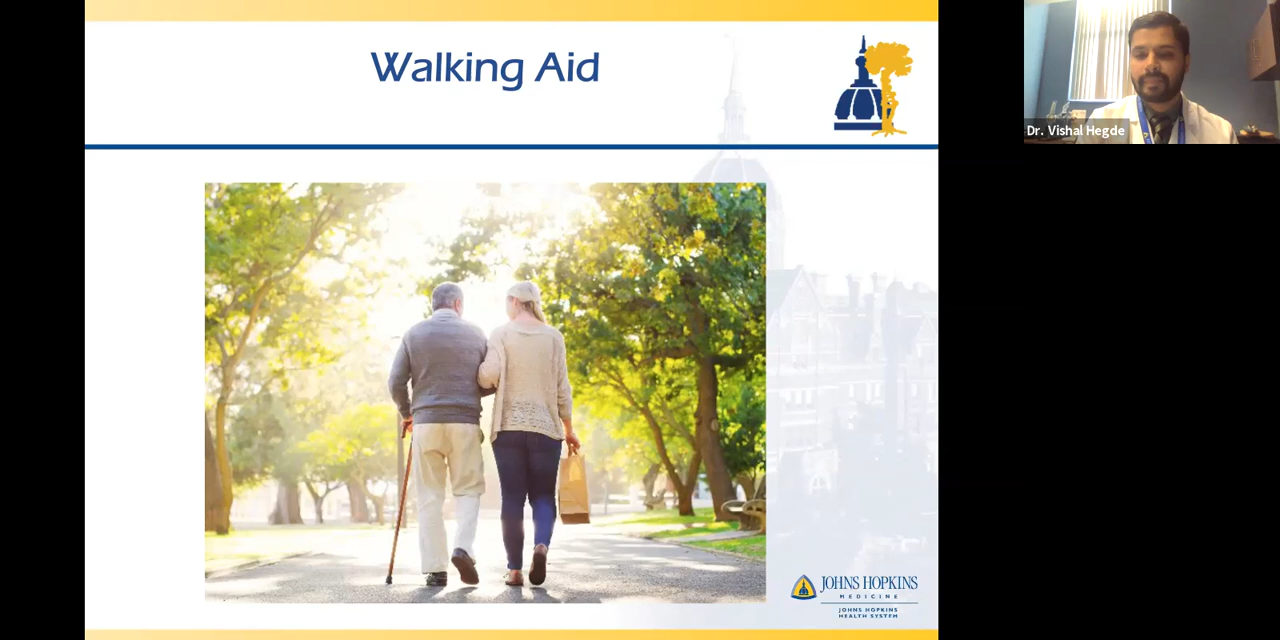 Walking Aid
Dr. Vishal Hegde
JOHNS HOPKINS
MEDICINE
JOHNS HOPKINS
HEALTH SYSTEM